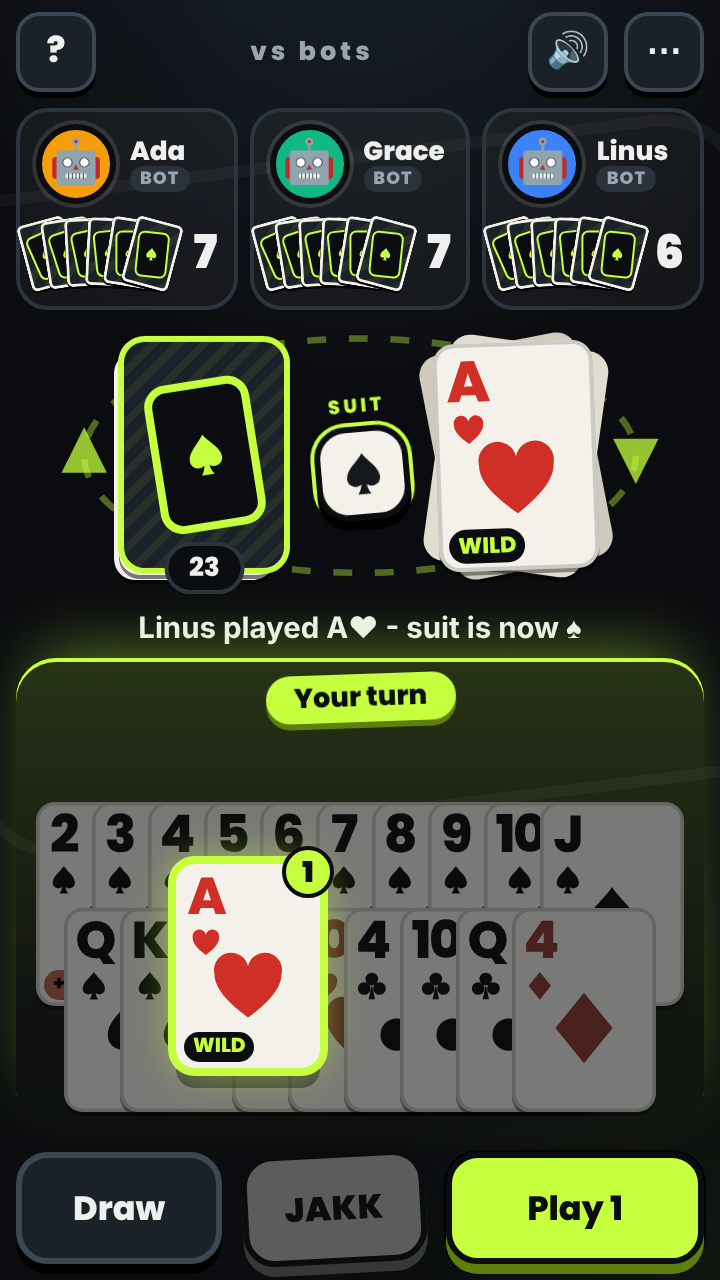 ?
vs bots
...
Ada
BOT
7
Grace
BOT
7
Linus
BOT
6
SUIT
A
WILD
23
Linus played A♥ - suit is now ♠
Your turn
2 3 4 5 6 7 8 9 10 J
Q K A 1 0 4 10 Q 4
WILD
Draw
JAKK
Play 1